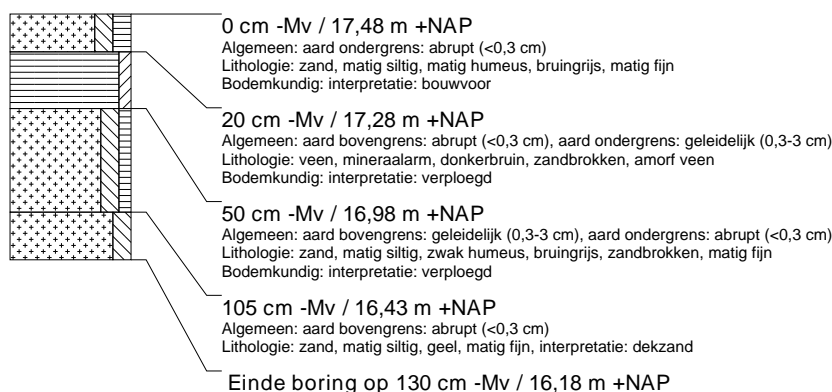 0 cm -Mv / 17,48 m +NAP
Algemeen: aard ondergrens: abrupt (<0,3 cm)
Lithologie: zand, matig siltig, matig humeus, bruingrijs, matig fijn
Bodemkundig: interpretatie: bouwvoor
20 cm -Mv / 17,28 m +NAP
Algemeen: aard bovengrens: abrupt (<0,3 cm), aard ondergrens: geleidelijk (0,3-3 cm)
Lithologie: veen, mineraalarm, donkerbruin, zandbrokken, amorf veen
Bodemkundig: interpretatie: verploegd
50 cm -Mv / 16,98 m +NAP
Algemeen: aard bovengrens: geleidelijk (0,3-3 cm), aard ondergrens: abrupt (<0,3 cm)
Lithologie: zand, matig siltig, zwak humeus, bruingrijs, zandbrokken, matig fijn
Bodemkundig: interpretatie: verploegd
105 cm -Mv / 16,43 m +NAP
Algemeen: aard bovengrens: abrupt (<0,3 cm)
Lithologie: zand, matig siltig, geel, matig fijn, interpretatie: dekzand
Einde boring op 130 cm -Mv / 16,18 m +NAP